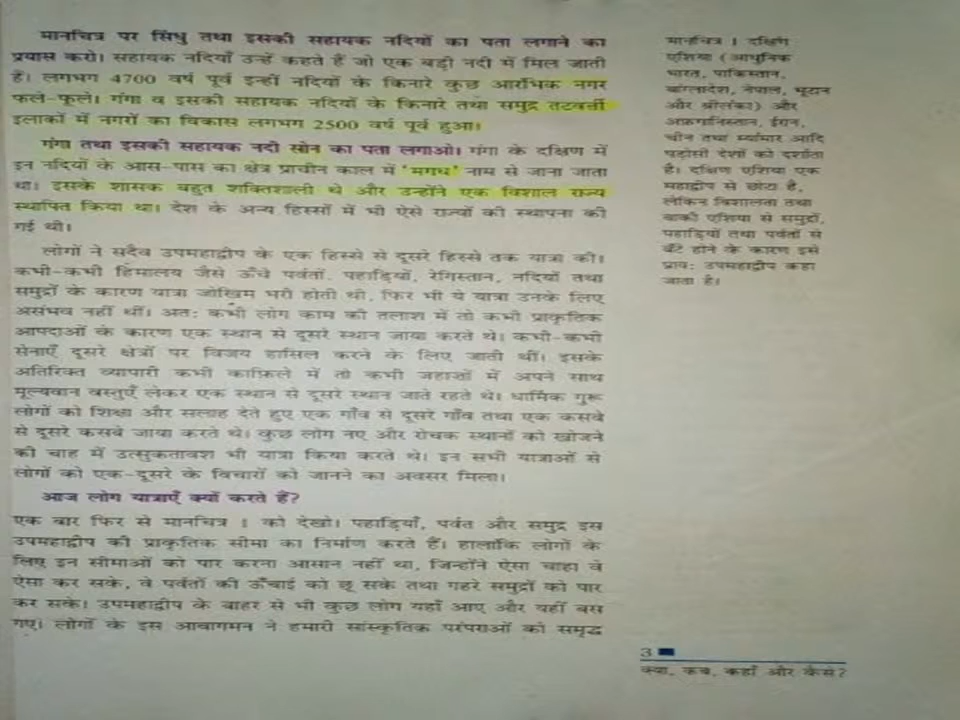 मानचित्र पर सिंधु तथा इसकी सहायक नदियों का पता लगाने का
प्रयास करो। सहायक नदियाँ उन्हें कहते हैं जो एक बड़ी नदी में मिल जाती
हैं। लगभग 4700 वर्ष पूर्व इन्हीं नदियों के किनारे कुछ आरंभिक नगर
फले-फूले। गंगा व इसकी सहायक नदियों के किनारे तथा समुद्र तटवर्ती
इलाकों में नगरों का विकास लगभग 2500 वर्ष पूर्व हुआ।
गंगा तथा इसकी सहायक नदी सोन का पता लगाओ। गंगा के दक्षिण में
इन नदियों के आस-पास का क्षेत्र प्राचीन काल में 'मगध' नाम से जाना जाता
था। इसके शासक बहुत शक्तिशाली थे और उन्होंने एक विशाल राज्य
स्थापित किया था। देश के अन्य हिस्सों में भी ऐसे राज्यों की स्थापना की
गई थी।
लोगों ने सदैव उपमहाद्वीप के एक हिस्से से दूसरे हिस्से तक यात्रा की।
कभी-कभी हिमालय जैसे ऊँचे पर्वतों, पहाड़ियों, रेगिस्तान, नदियों तथा
समुद्रों के कारण यात्रा जोखिम भरी होती थी, फिर भी ये यात्रा उनके लिए
असंभव नहीं थीं। अतः कभी लोग काम की तलाश में तो कभी प्राकृतिक
आपदाओं के कारण एक स्थान से दूसरे स्थान जाया करते थे। कभी-कभी
सेनाएँ दूसरे क्षेत्रों पर विजय हासिल करने के लिए जाती थीं। इसके
अतिरिक्त व्यापारी कभी काफ़िले में तो कभी जहाज़ों में अपने साथ
मूल्यवान वस्तुएँ लेकर एक स्थान से दूसरे स्थान जाते रहते थे। धार्मिक गुरू
लोगों को शिक्षा और सलाह देते हुए एक गाँव से दूसरे गाँव तथा एक कसबे
से दूसरे कसबे जाया करते थे। कुछ लोग नए और रोचक स्थानों को खोजने
की चाह में उत्सुकतावश भी यात्रा किया करते थे। इन सभी यात्राओं से
लोगों को एक-दूसरे के विचारों को जानने का अवसर मिला।
आज लोग यात्राएँ क्यों करते हैं?
एक बार फिर से मानचित्र 1 को देखो। पहाड़ियाँ, पर्वत और समुद्र इस
उपमहाद्वीप की प्राकृतिक सीमा का निर्माण करते हैं। हालांकि लोगों के
लिए इन सीमाओं को पार करना आसान नहीं था, जिन्होंने ऐसा चाहा वे
ऐसा कर सके, वे पर्वतों की ऊँचाई को छू सके तथा गहरे समुद्रों को पार
कर सके। उपमहाद्वीप के बाहर से भी कुछ लोग यहाँ आए और यहीं बस
गए। लोगों के इस आवागमन ने हमारी सांस्कृतिक परंपराओं को समृद्ध
मानचित्र 1 दक्षिण
एशिया (आधुनिक
भारत, पाकिस्तान,
बांग्लादेश, नेपाल, भूटान
और श्रीलंका) और
अफ़गानिस्तान, ईरान,
चीन तथा म्यांमार आदि
पड़ोसी देशों को दर्शाता
है। दक्षिण एशिया एक
महाद्वीप से छोटा है,
लेकिन विशालता तथा
बाकी एशिया से समुद्रों,
पहाड़ियों तथा पर्वतों से
बँटे होने के कारण इसे
प्रायः उपमहाद्वीप कहा
जाता है।
3
क्या, कब, कहाँ और कैसे?